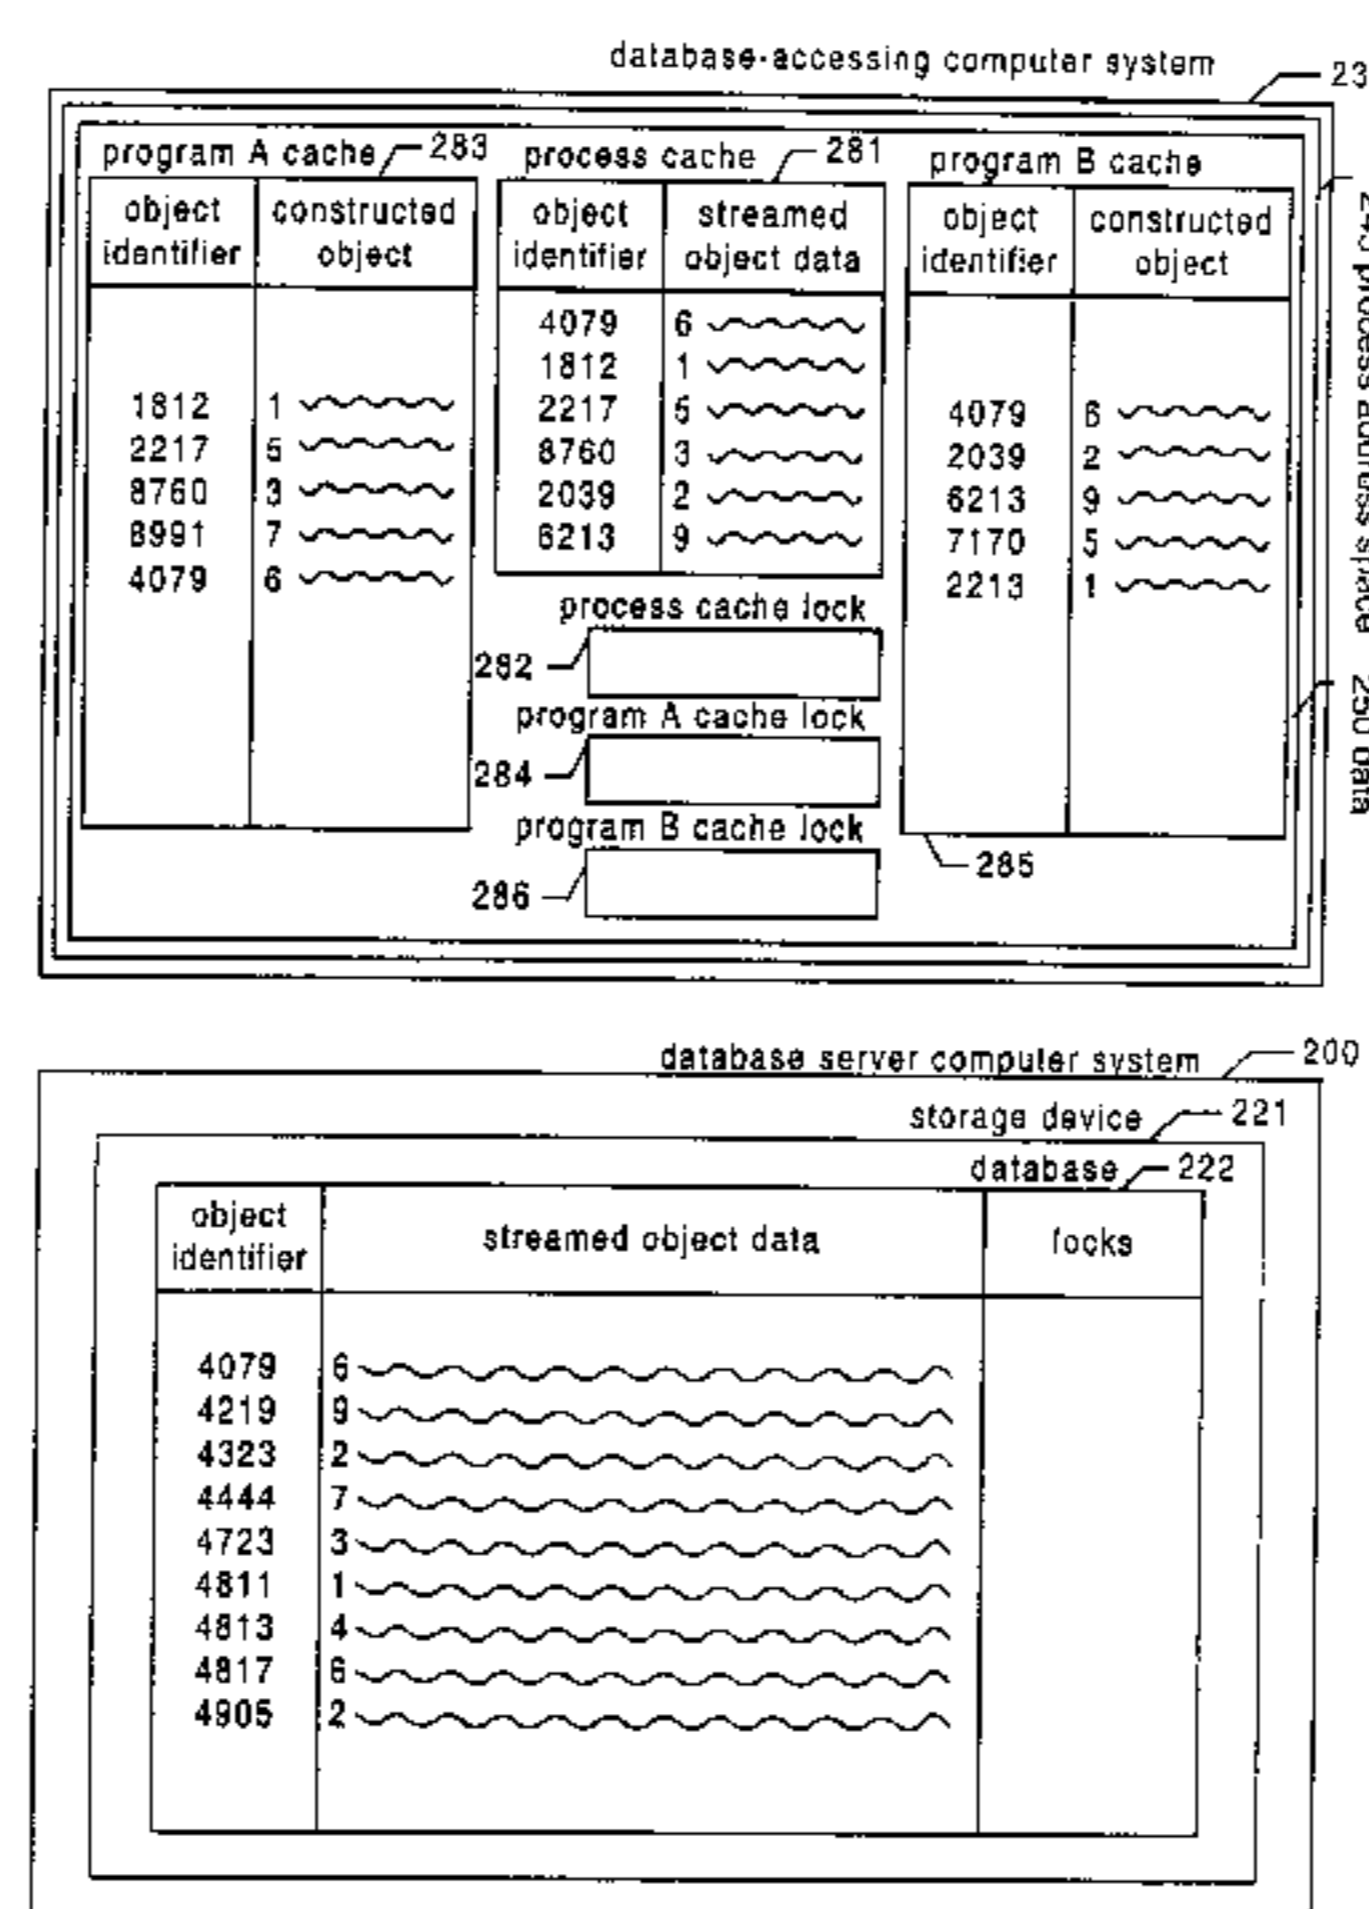 database-accessing computer system
23
program A cache 283
object identifier
constructed object
1812 1
2217 5
8760 3
8991 7
4079 6
process cache 281
object identifier
streamed object data
4079 6
1812 1
2217 5
8760 3
2039 2
6213 9
program B cache
object identifier
constructed object
4079 6
2039 2
6213 9
7170 5
2213 1
285
process cache lock
282
program A cache lock
284
program B cache lock
286
process address space
250 data
database server computer system 200
storage device 221
database 222
object identifier
streamed object data
focks
4079 6
4219 9
4323 2
4444 7
4723 3
4811 1
4813 4
4817 6
4905 2